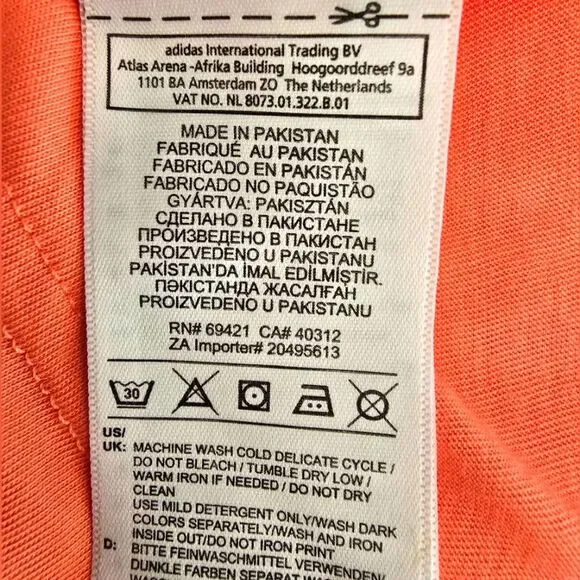 adidas International Trading BV
Atlas Arena -Afrika Building Hoogoorddreef 9a
1101 BA Amsterdam ZO The Netherlands
VAT NO. NL 8073.01.322.B.01
MADE IN PAKISTAN
FABRIQUÉ AU PAKISTAN
FABRICADO EN PAKISTÁN
FABRICADO NO PAQUISTÃO
GYÁRTVA: PAKISZTÁN
СДЕЛАНО В ПАКИСТАНЕ
ПРОИЗВЕДЕНО В ПАКИСТАН
PROIZVEDENO U PAKISTANU
PAKİSTAN'DA İMAL EDİLMİŞTİR.
ПӘКІСТАНДА ЖАСАЛҒАН
PROIZVEDENO U PAKISTANU
RN# 69421 CA# 40312
ZA Importer# 20495613
30
US/
UK: MACHINE WASH COLD DELICATE CYCLE /
DO NOT BLEACH / TUMBLE DRY LOW /
WARM IRON IF NEEDED / DO NOT DRY
CLEAN
USE MILD DETERGENT ONLY/WASH DARK
COLORS SEPARATELY/WASH AND IRON
INSIDE OUT/DO NOT IRON PRINT
D: BITTE FEINWASCHMITTEL VERWENDEN/
DUNKLE FARBEN SEPARAT